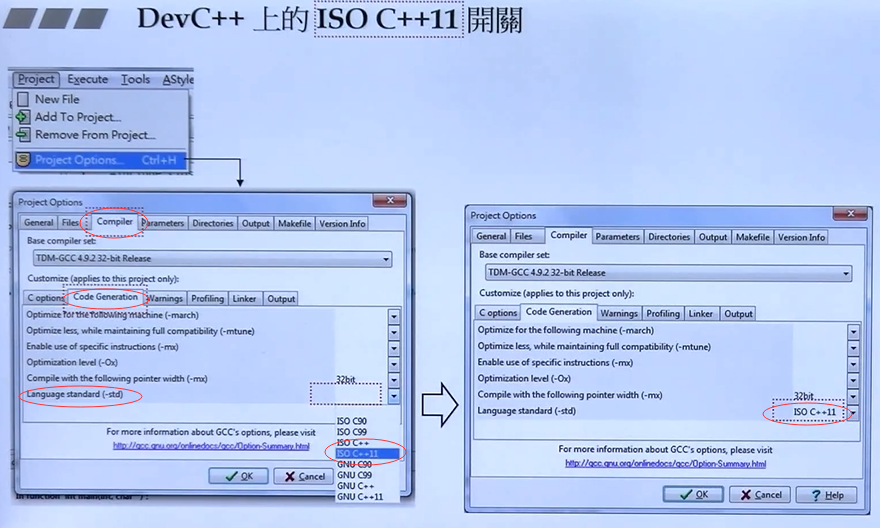 DevC++ 上的 ISO C++11 開關
Project Execute Tools AStyle
New File
Add To Project...
Remove From Project...
Project Options... Ctrl+H
Project Options
General Files Compiler Parameters Directories Output Makefile Version Info
Base compiler set:
TDM-GCC 4.9.2 32-bit Release
Customize (applies to this project only):
C options Code Generation Warnings Profiling Linker Output
Optimize for the following machine (-march)
Optimize less, while maintaining full compatibility (-mtune)
Enable use of specific instructions (-mx)
Optimization level (-Ox)
Compile with the following pointer width (-mx) 32bit
Language standard (-std)
ISO C90
ISO C99
ISO C++
ISO C++11
GNU C90
GNU C99
GNU C++
GNU C++11
For more information about GCC's options, please visit
http://gcc.gnu.org/onlinedocs/gcc/Option-Summary.html
OK Cancel
Project Options
General Files Compiler Parameters Directories Output Makefile Version Info
Base compiler set:
TDM-GCC 4.9.2 32-bit Release
Customize (applies to this project only):
C options Code Generation Warnings Profiling Linker Output
Optimize for the following machine (-march)
Optimize less, while maintaining full compatibility (-mtune)
Enable use of specific instructions (-mx)
Optimization level (-Ox)
Compile with the following pointer width (-mx) 32bit
Language standard (-std) ISO C++11
For more information about GCC's options, please visit
http://gcc.gnu.org/onlinedocs/gcc/Option-Summary.html
OK Cancel Help